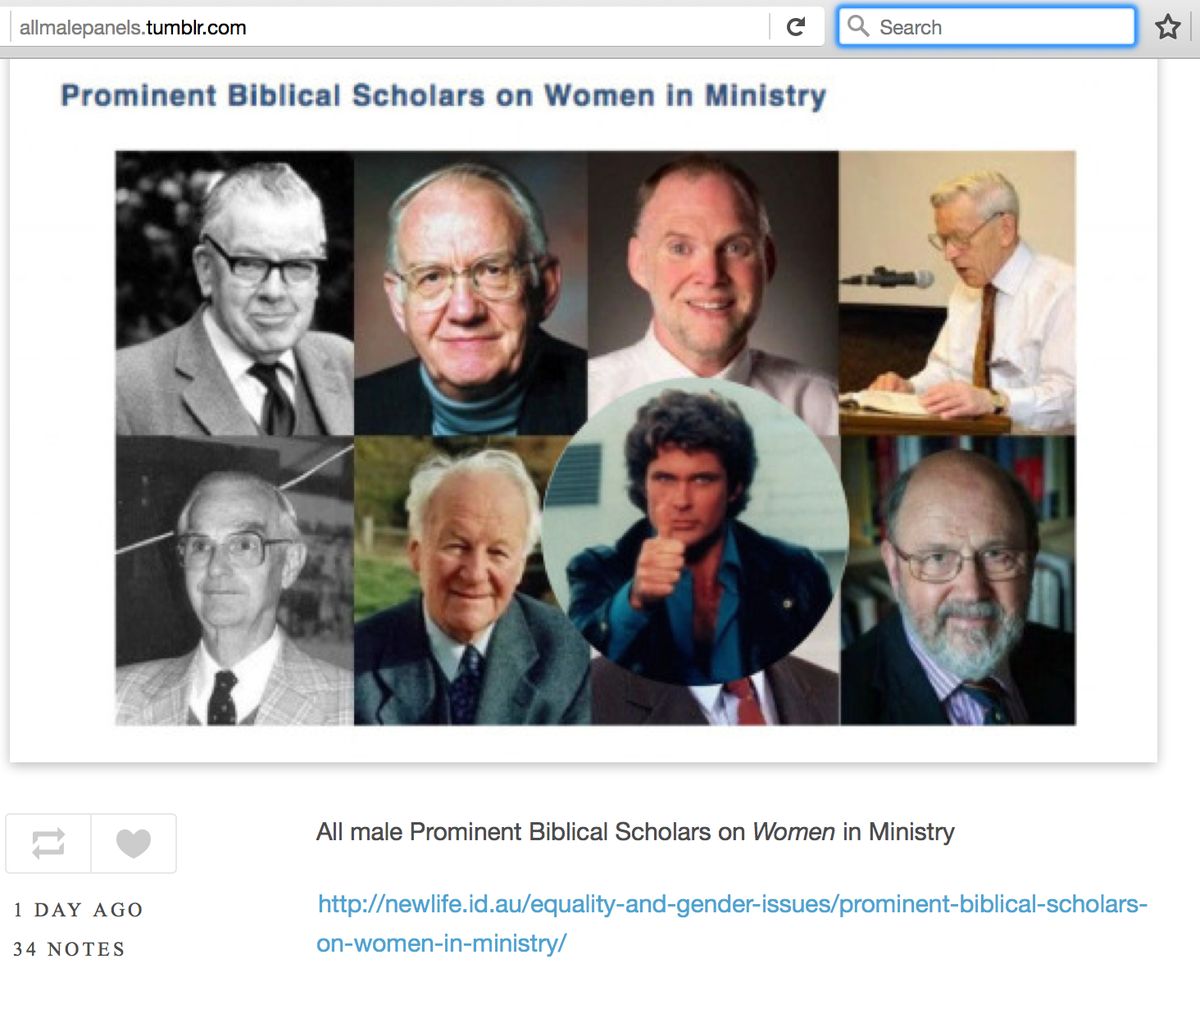 allmalepanels.tumblr.com
Search
Prominent Biblical Scholars on Women in Ministry
All male Prominent Biblical Scholars on Women in Ministry
http://newlife.id.au/equality-and-gender-issues/prominent-biblical-scholars-
on-women-in-ministry/
1 DAY AGO
34 NOTES